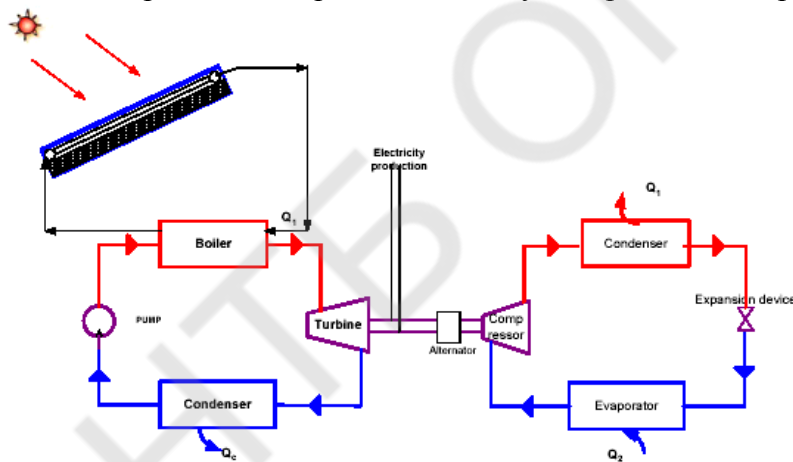 Electricity
production
Q1
Q1
Boiler
Condenser
Expansion device
PUMP
Turbine
Comp
ressor
Alternator
Condenser
Evaporator
Qc
Q2